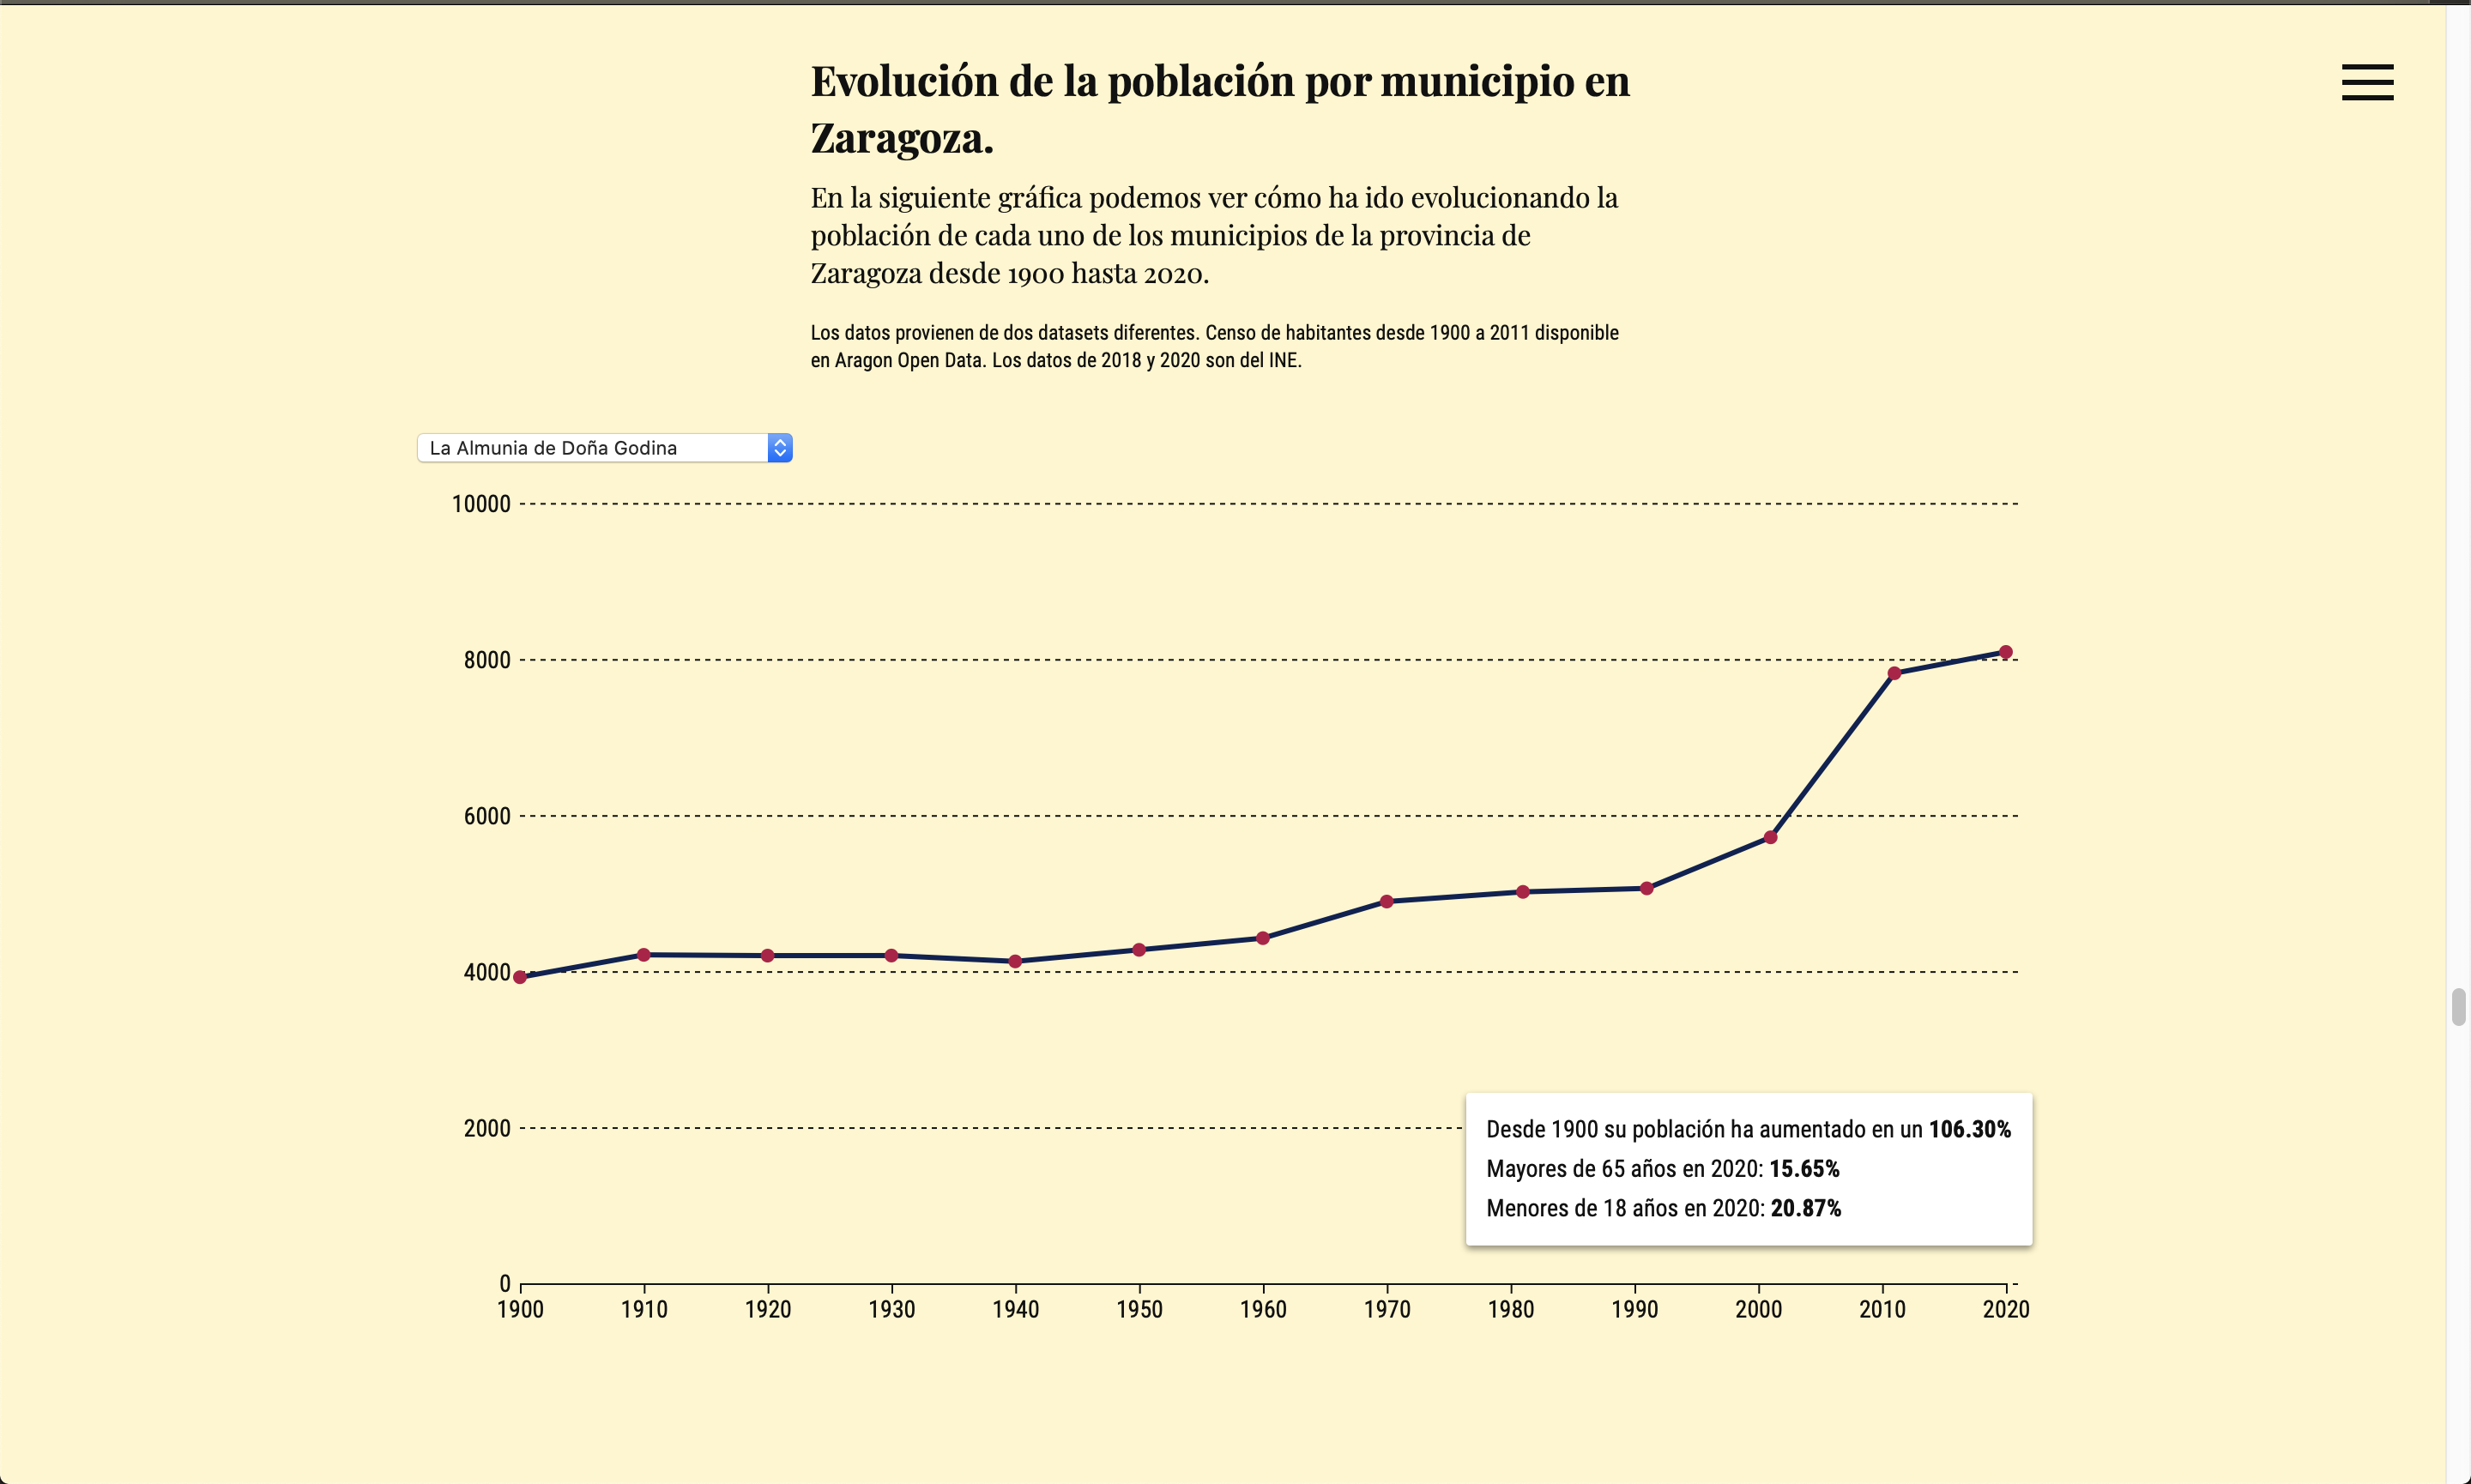 Evolución de la población por municipio en
Zaragoza.
En la siguiente gráfica podemos ver cómo ha ido evolucionando la
población de cada uno de los municipios de la provincia de
Zaragoza desde 1900 hasta 2020.
Los datos provienen de dos datasets diferentes. Censo de habitantes desde 1900 a 2011 disponible
en Aragon Open Data. Los datos de 2018 y 2020 son del INE.
La Almunia de Doña Godina
10000
8000
6000
4000
2000
0
Desde 1900 su población ha aumentado en un 106.30%
Mayores de 65 años en 2020: 15.65%
Menores de 18 años en 2020: 20.87%
1900 1910 1920 1930 1940 1950 1960 1970 1980 1990 2000 2010 2020